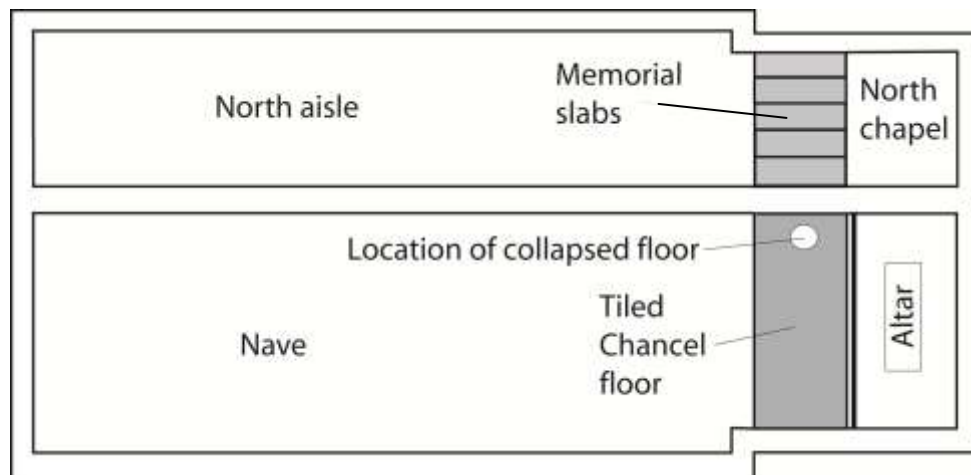 North aisle
Memorial
slabs
North
chapel
Location of collapsed floor
Tiled
Chancel
floor
Nave
Altar